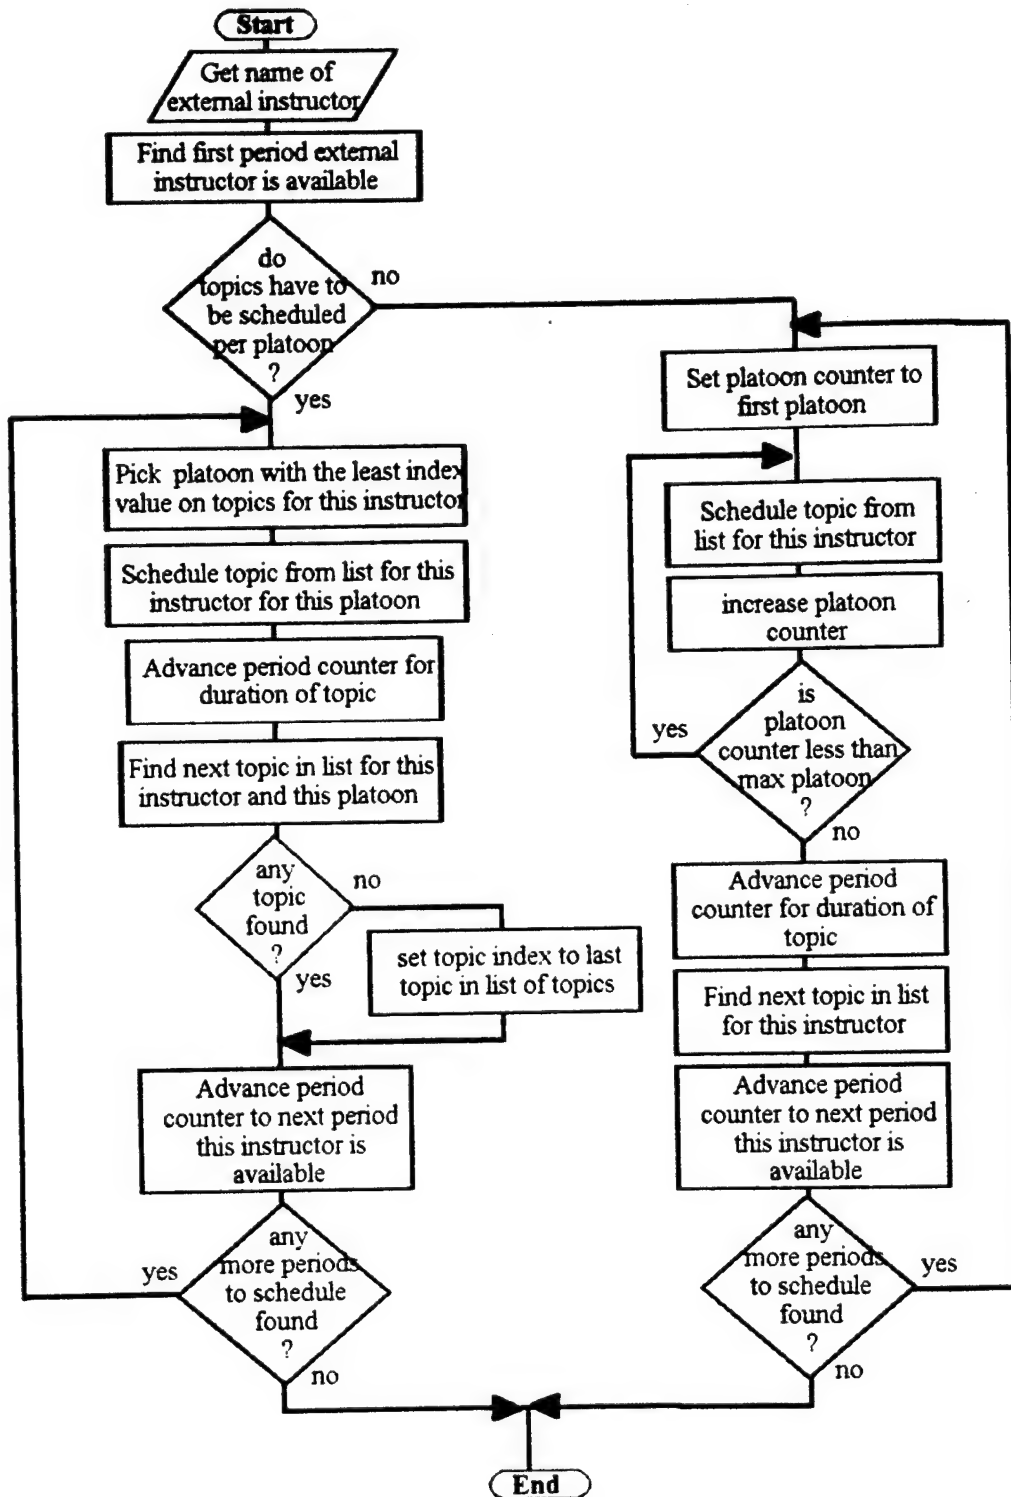 Start
Get name of
external instructor
Find first period external
instructor is available
do
topics have to
be scheduled
per platoon
?
no
yes
Pick platoon with the least index
value on topics for this instructor
Schedule topic from list for this
instructor for this platoon
Advance period counter for
duration of topic
Find next topic in list for this
instructor and this platoon
any
topic
found
?
no
yes
set topic index to last
topic in list of topics
Advance period
counter to next period
this instructor is
available
any
more periods
to schedule
found
?
yes
no
Set platoon counter to
first platoon
Schedule topic from
list for this instructor
increase platoon
counter
is
platoon
counter less than
max platoon
?
yes
no
Advance period
counter for duration of
topic
Find next topic in list
for this instructor
Advance period
counter to next period
this instructor is
available
any
more periods
to schedule
found
?
yes
no
End